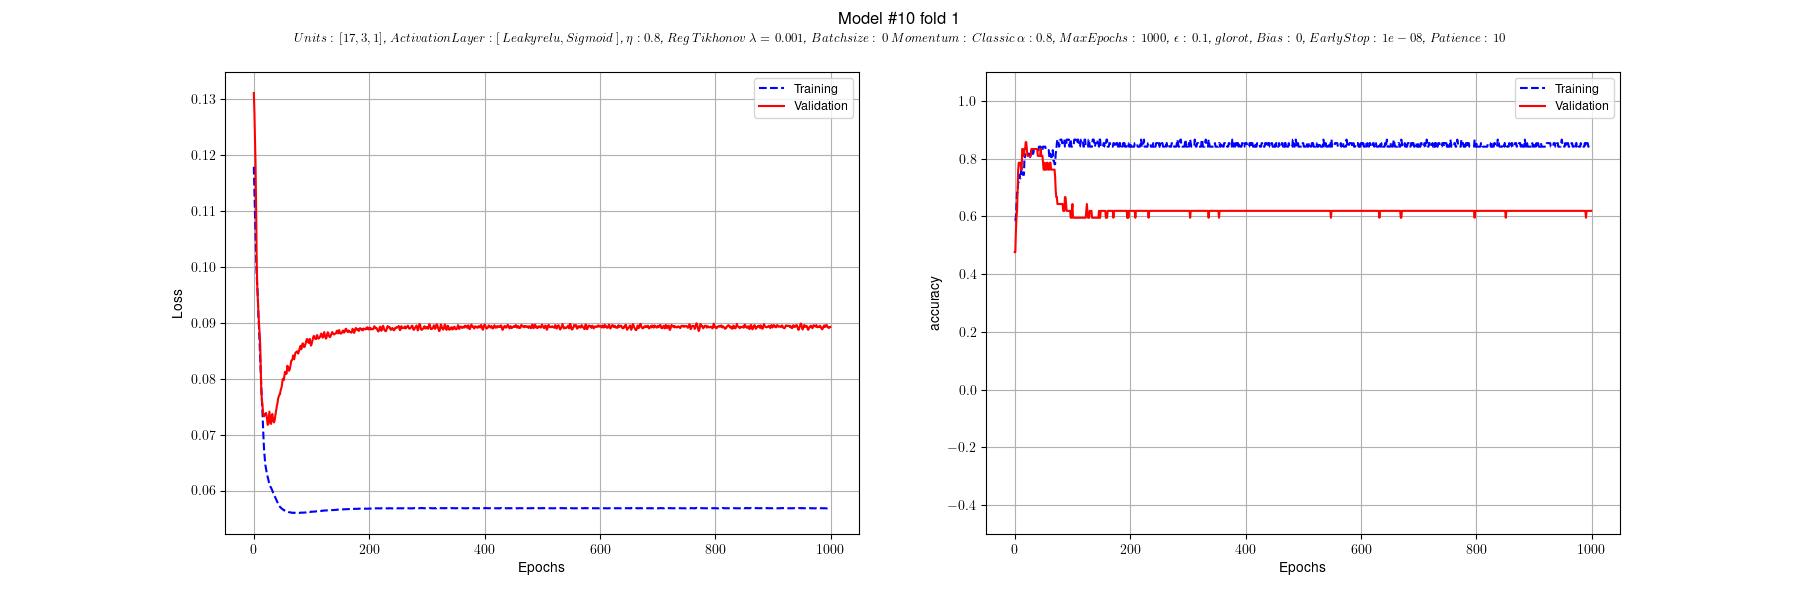 Model #10 fold 1
Units : [17, 3, 1], ActivationLayer : [ Leakyrelu, Sigmoid ], η : 0.8, Reg Tikhonov λ = 0.001, Batchsize : 0 Momentum : Classic α : 0.8, MaxEpochs : 1000, ϵ : 0.1, glorot, Bias : 0, EarlyStop : 1e − 08, Patience : 10
Training
Validation
0.13
0.12
0.11
0.10
0.09
0.08
0.07
0.06
Loss
0 200 400 600 800 1000
Epochs
Training
Validation
1.0
0.8
0.6
0.4
0.2
0.0
−0.2
−0.4
accuracy
0 200 400 600 800 1000
Epochs